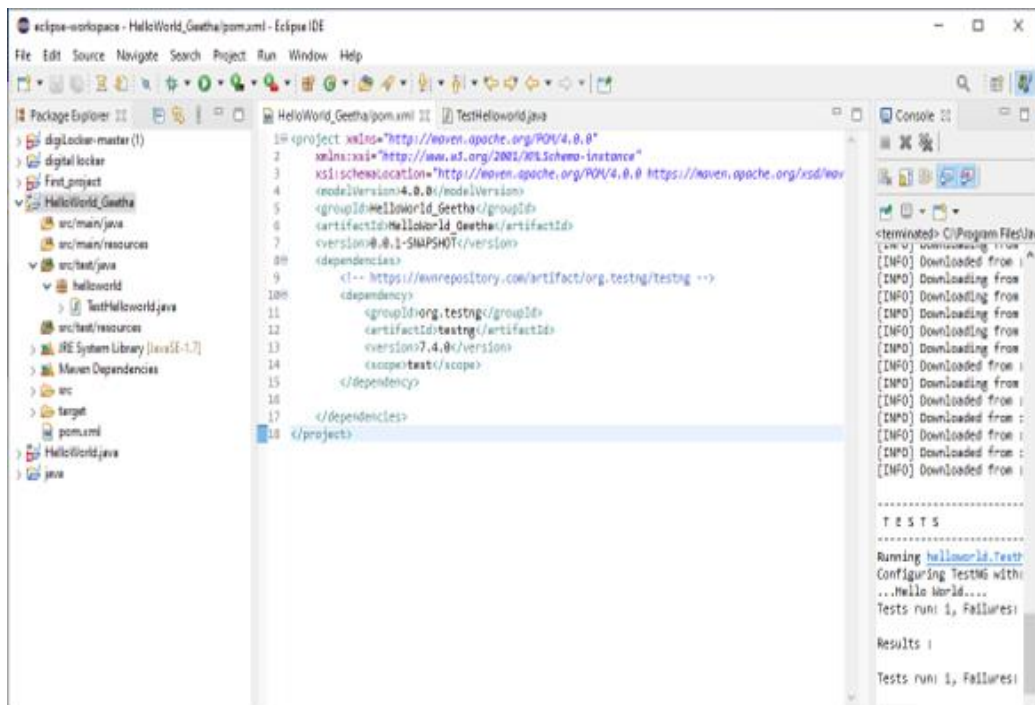 eclipse-workspace - HelloWorld_Geetha/pom.xml - Eclipse IDE
File Edit Source Navigate Search Project Run Window Help
Package Explorer
digiLocker-master (1)
digital locker
First_project
HelloWorld_Geetha
src/main/java
src/main/resources
src/test/java
helloworld
TestHelloworld.java
src/test/resources
JRE System Library [JavaSE-1.7]
Maven Dependencies
src
target
pom.xml
HelloWorld.java
java
HelloWorld_Geetha/pom.xml
TestHelloworld.java
1 <project xmlns="http://maven.apache.org/POM/4.0.0"
2 xmlns:xsi="http://www.w3.org/2001/XMLSchema-instance"
3 xsi:schemaLocation="http://maven.apache.org/POM/4.0.0 https://maven.apache.org/xsd/mav
4 <modelVersion>4.0.0</modelVersion>
5 <groupId>HelloWorld_Geetha</groupId>
6 <artifactId>HelloWorld_Geetha</artifactId>
7 <version>0.0.1-SNAPSHOT</version>
8 <dependencies>
9 <!-- https://mvnrepository.com/artifact/org.testng/testng -->
10 <dependency>
11 <groupId>org.testng</groupId>
12 <artifactId>testng</artifactId>
13 <version>7.4.0</version>
14 <scope>test</scope>
15 </dependency>
16
17 </dependencies>
18 </project>
Console
<terminated> C:\Program Files\Ja
[INFO] Downloading from
[INFO] Downloaded from :
[INFO] Downloading from
[INFO] Downloading from
[INFO] Downloading from
[INFO] Downloading from
[INFO] Downloading from
[INFO] Downloaded from :
[INFO] Downloading from
[INFO] Downloaded from :
[INFO] Downloaded from :
[INFO] Downloaded from :
[INFO] Downloaded from :
[INFO] Downloaded from :
-------------------------
T E S T S
-------------------------
Running helloworld.TestH
Configuring TestNG with:
...Hello World....
Tests run: 1, Failures:
Results :
Tests run: 1, Failures: